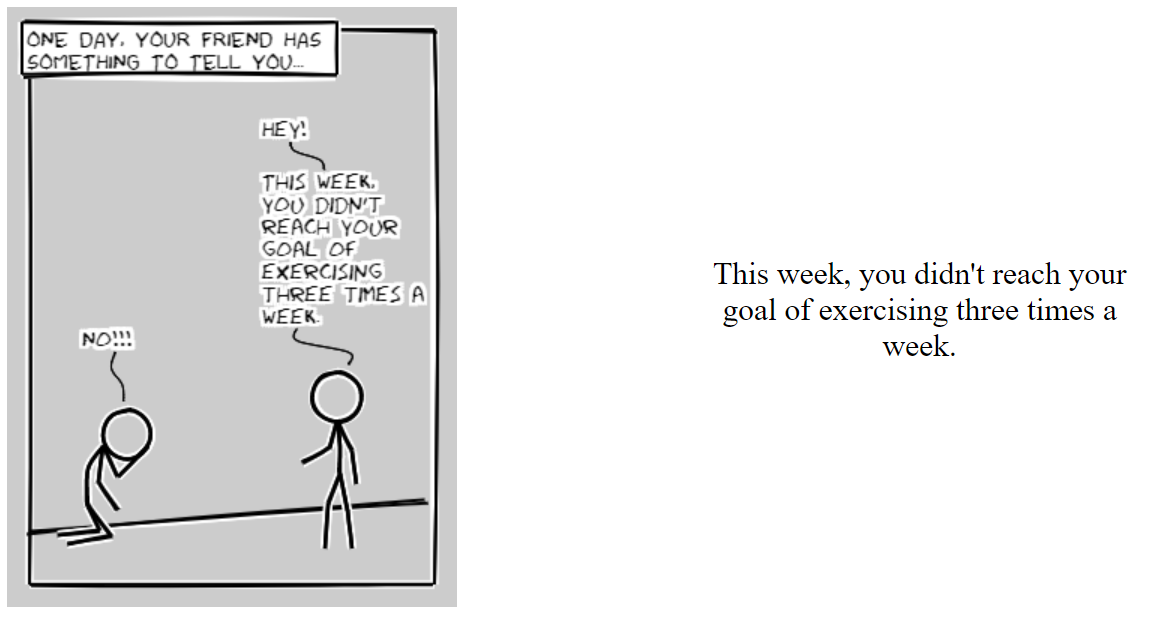 ONE DAY, YOUR FRIEND HAS
SOMETHING TO TELL YOU...
HEY!
THIS WEEK,
YOU DIDN'T
REACH YOUR
GOAL OF
EXERCISING
THREE TIMES A
WEEK.
NO!!!
This week, you didn't reach your
goal of exercising three times a
week.